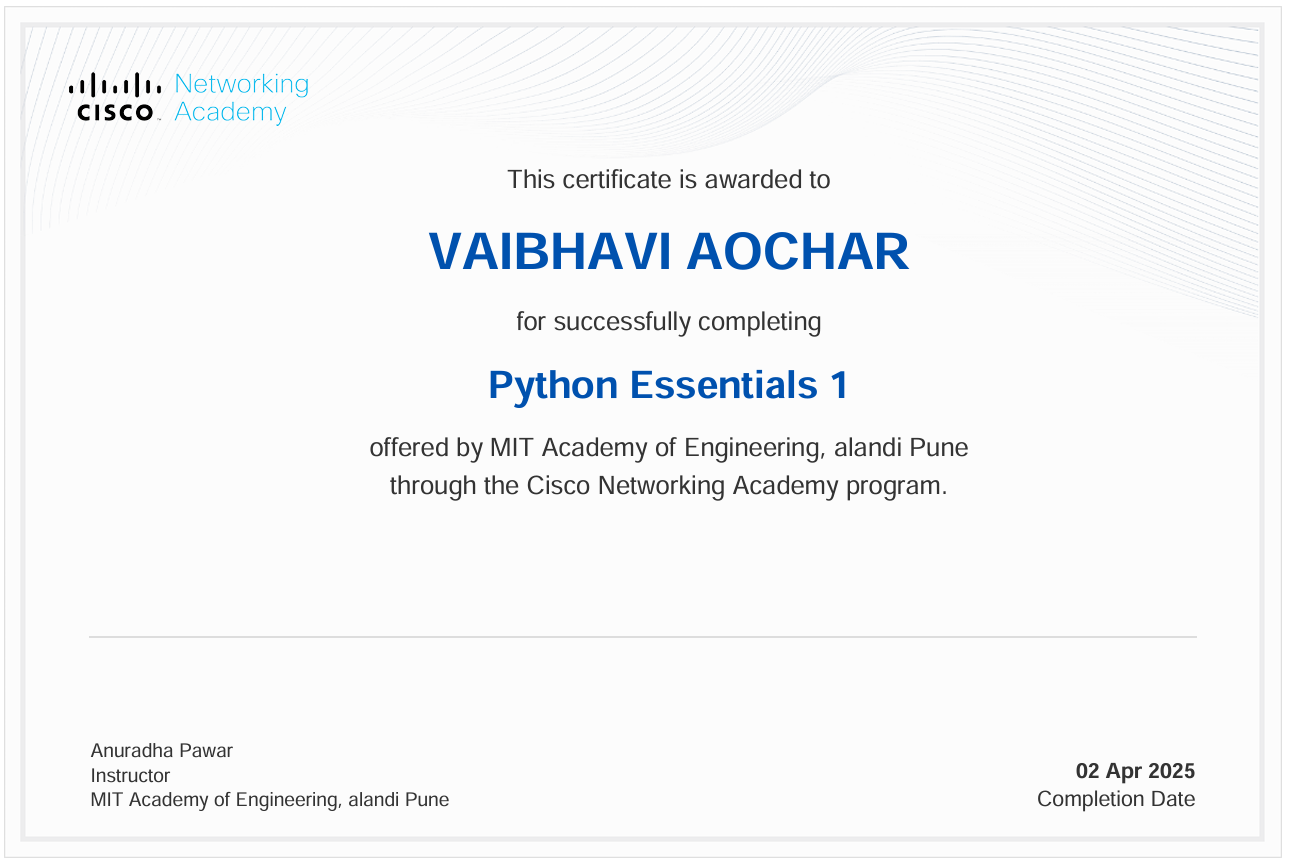 CISCO
Networking
Academy
This certificate is awarded to
VAIBHAVI AOCHAR
for successfully completing
Python Essentials 1
offered by MIT Academy of Engineering, alandi Pune
through the Cisco Networking Academy program.
Anuradha Pawar
Instructor
MIT Academy of Engineering, alandi Pune
02 Apr 2025
Completion Date